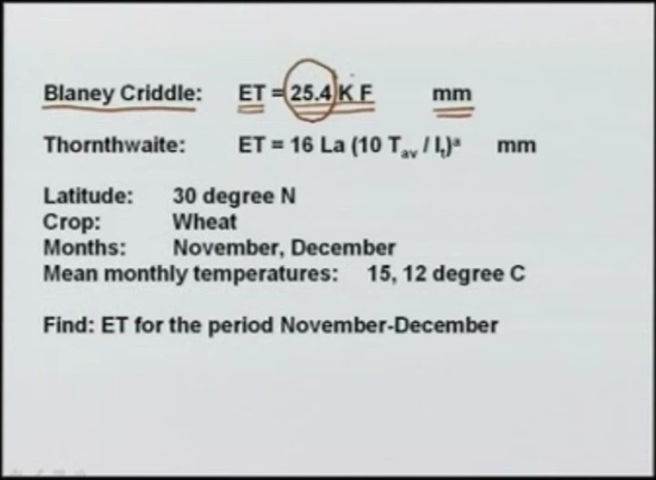 Blaney Criddle: ET = 25.4 K F mm
Thornthwaite: ET = 16 La (10 Tav / It)a mm
Latitude: 30 degree N
Crop: Wheat
Months: November, December
Mean monthly temperatures: 15, 12 degree C
Find: ET for the period November-December